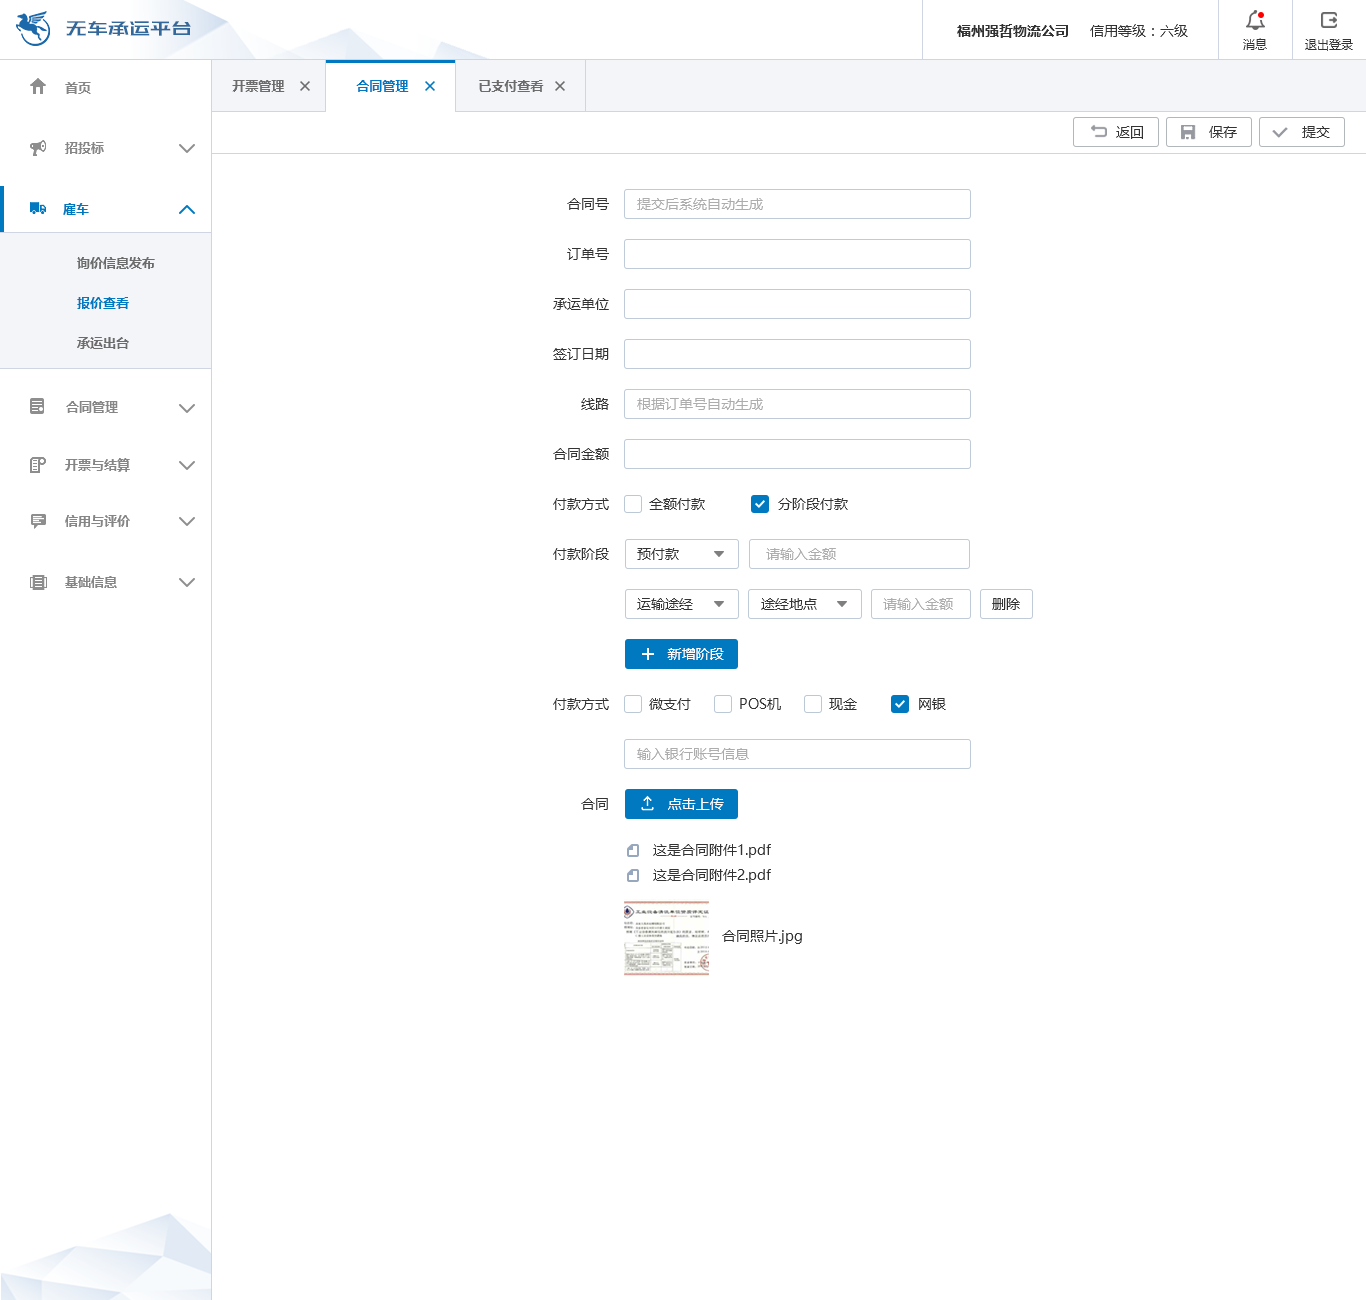 无车承运平台
福州强哲物流公司 信用等级：六级
消息
退出登录
首页
招投标
雇车
询价信息发布
报价查看
承运出台
合同管理
开票与结算
信用与评价
基础信息
开票管理
合同管理
已支付查看
返回
保存
提交
合同号 提交后系统自动生成
订单号
承运单位
签订日期
线路 根据订单号自动生成
合同金额
付款方式 全额付款 分阶段付款
付款阶段 预付款 请输入金额
运输途经 途经地点 请输入金额 删除
新增阶段
付款方式 微支付 POS机 现金 网银
输入银行账号信息
合同 点击上传
这是合同附件1.pdf
这是合同附件2.pdf
合同照片.jpg